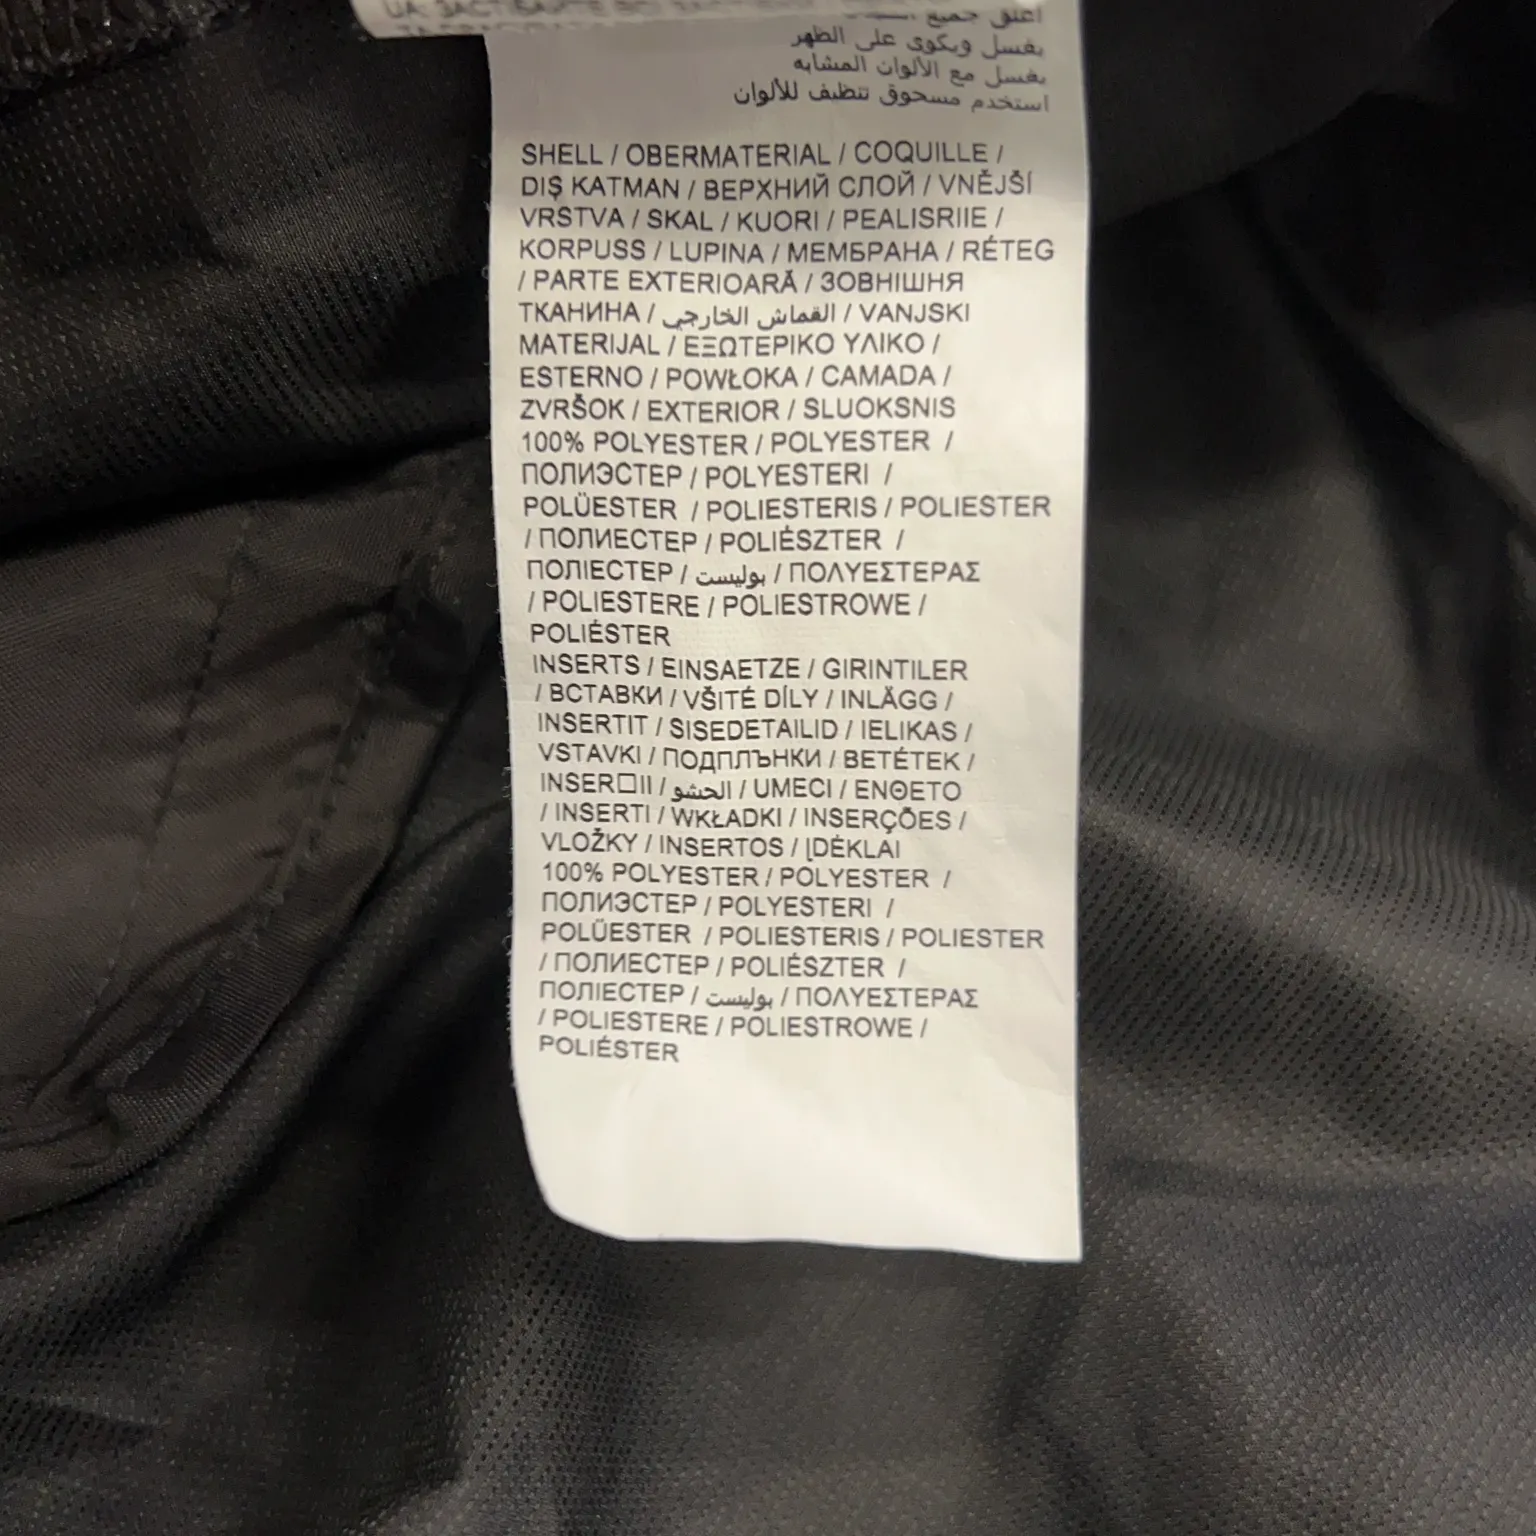 اغلق جميع
يغسل ويكوى على الظهر
يغسل مع الألوان المشابه
استخدم مسحوق تنظيف للألوان
SHELL / OBERMATERIAL / COQUILLE /
DIŞ KATMAN / ВЕРХНИЙ СЛОЙ / VNĚJŠÍ
VRSTVA / SKAL / KUORI / PEALISRIIE /
KORPUSS / LUPINA / МЕМБРАНА / RÉTEG
/ PARTE EXTERIOARĂ / ЗОВНІШНЯ
ТКАНИНА / القماش الخارجي / VANJSKI
MATERIJAL / ΕΞΩΤΕΡΙΚΟ ΥΛΙΚΟ /
ESTERNO / POWŁOKA / CAMADA /
ZVRŠOK / EXTERIOR / SLUOKSNIS
100% POLYESTER / POLYESTER /
ПОЛИЭСТЕР / POLYESTERI /
POLÜESTER / POLIESTERIS / POLIESTER
/ ПОЛИЕСТЕР / POLIÉSZTER /
ПОЛІЕСТЕР / بوليست / ΠΟΛΥΕΣΤΕΡΑΣ
/ POLIESTERE / POLIESTROWE /
POLIÉSTER
INSERTS / EINSAETZE / GIRINTILER
/ ВСТАВКИ / VŠITÉ DÍLY / INLÄGG /
INSERTIT / SISEDETAILID / IELIKAS /
VSTAVKI / ПОДПЛЪНКИ / BETÉTEK /
INSER□II / الحشو / UMECI / ΕΝΘΕΤΟ
/ INSERTI / WKŁADKI / INSERÇÕES /
VLOŽKY / INSERTOS / ĮDĖKLAI
100% POLYESTER / POLYESTER /
ПОЛИЭСТЕР / POLYESTERI /
POLÜESTER / POLIESTERIS / POLIESTER
/ ПОЛИЕСТЕР / POLIÉSZTER /
ПОЛІЕСТЕР / بوليست / ΠΟΛΥΕΣΤΕΡΑΣ
/ POLIESTERE / POLIESTROWE /
POLIÉSTER